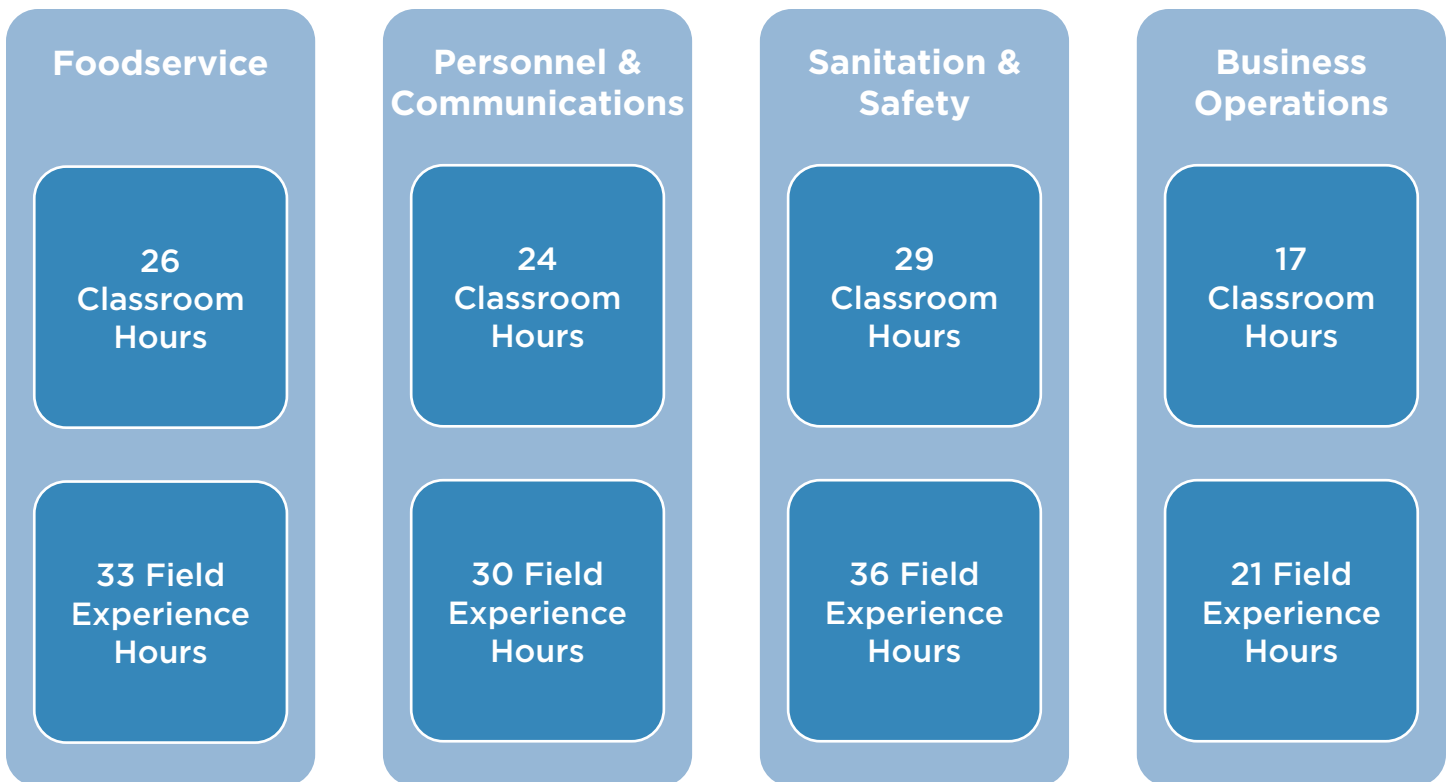 Foodservice
26
Classroom
Hours
33 Field
Experience
Hours
Personnel &
Communications
24
Classroom
Hours
30 Field
Experience
Hours
Sanitation &
Safety
29
Classroom
Hours
36 Field
Experience
Hours
Business
Operations
17
Classroom
Hours
21 Field
Experience
Hours